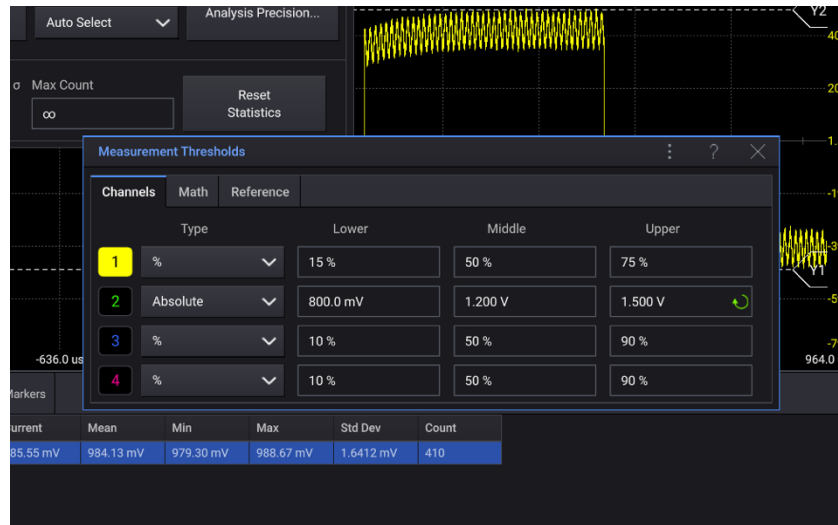 Auto Select
Analysis Precision...
Y2
40
σ Max Count
∞
Reset
Statistics
20
Measurement Thresholds
?
Channels Math Reference
Type Lower Middle Upper
1 % 15 % 50 % 75 %
2 Absolute 800.0 mV 1.200 V 1.500 V
3 % 10 % 50 % 90 %
4 % 10 % 50 % 90 %
Y1
-636.0 us
964.0
Markers
urrent Mean Min Max Std Dev Count
85.55 mV 984.13 mV 979.30 mV 988.67 mV 1.6412 mV 410